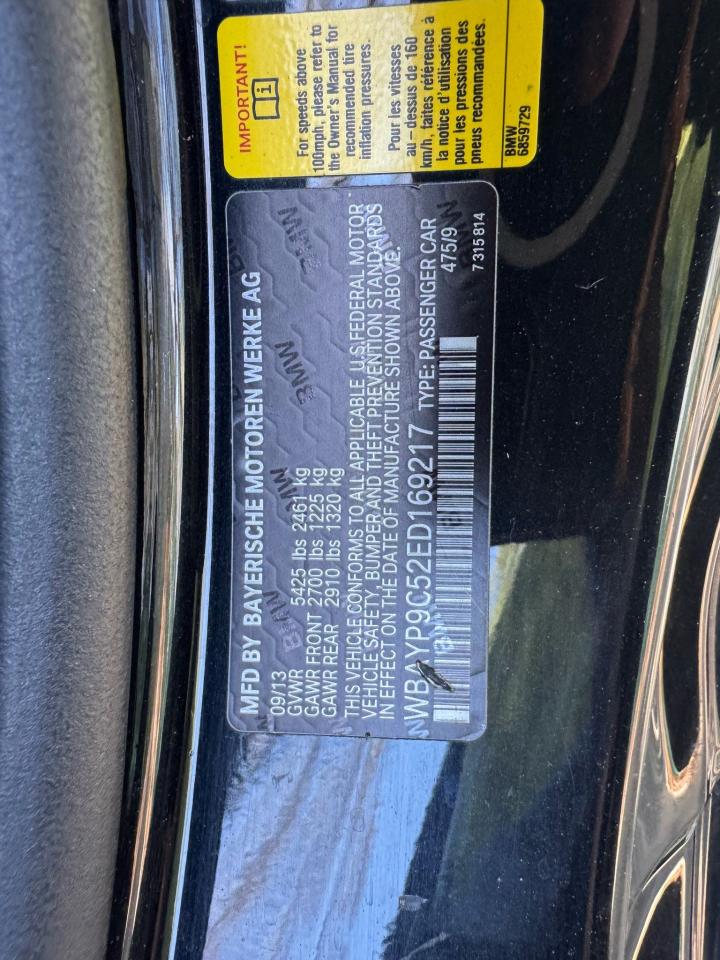 IMPORTANT!
For speeds above
100mph, please refer to
the Owner's Manual for
recommended tire
inflation pressures.
Pour les vitesses
au-dessus de 160
km/h, faites référence à
la notice d'utilisation
pour les pressions des
pneus recommandées.
BMW
6859729
MFD BY BAYERISCHE MOTOREN WERKE AG
09/13
GVWR 5425 lbs 2461 kg
GAWR FRONT 2700 lbs 1225 kg
GAWR REAR 2910 lbs 1320 kg
THIS VEHICLE CONFORMS TO ALL APPLICABLE U.S. FEDERAL MOTOR
VEHICLE SAFETY, BUMPER AND THEFT PREVENTION STANDARDS
IN EFFECT ON THE DATE OF MANUFACTURE SHOWN ABOVE.
WBAYP9C52ED169217 TYPE: PASSENGER CAR
475/9
7315814
BMW
BMW
BMW
BMW